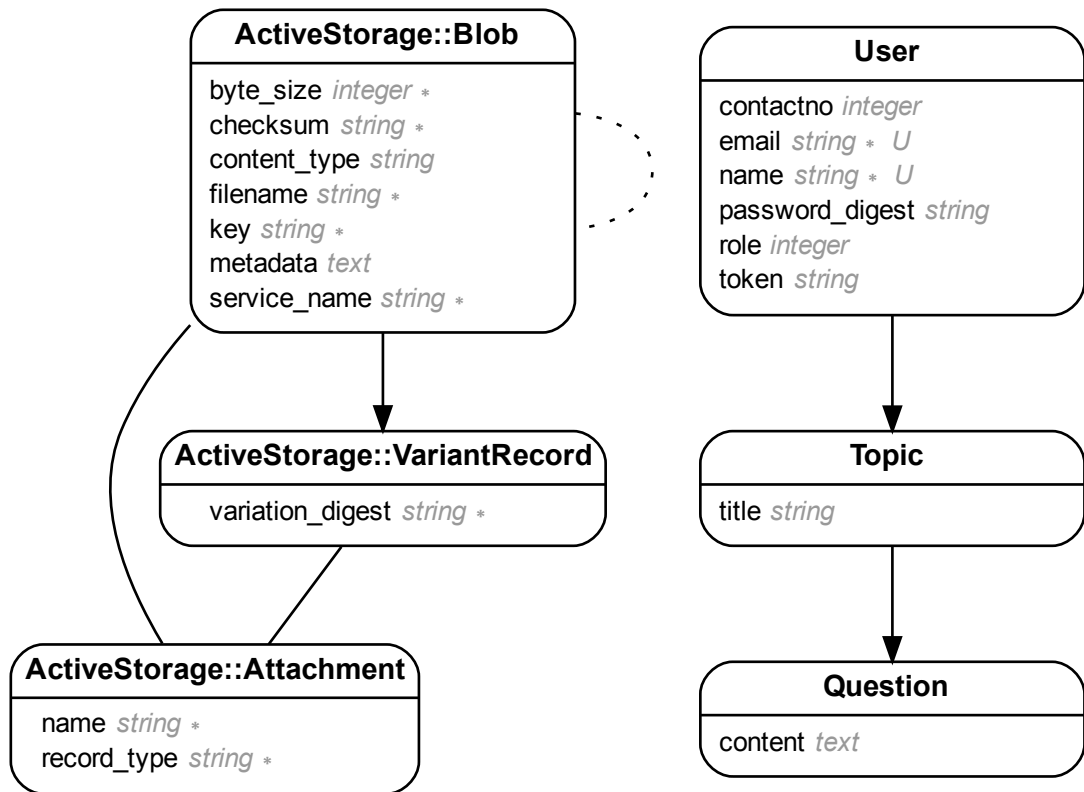 ActiveStorage::Blob
byte_size integer *
checksum string *
content_type string
filename string *
key string *
metadata text
service_name string *
User
contactno integer
email string * U
name string * U
password_digest string
role integer
token string
ActiveStorage::VariantRecord
variation_digest string *
Topic
title string
ActiveStorage::Attachment
name string *
record_type string *
Question
content text